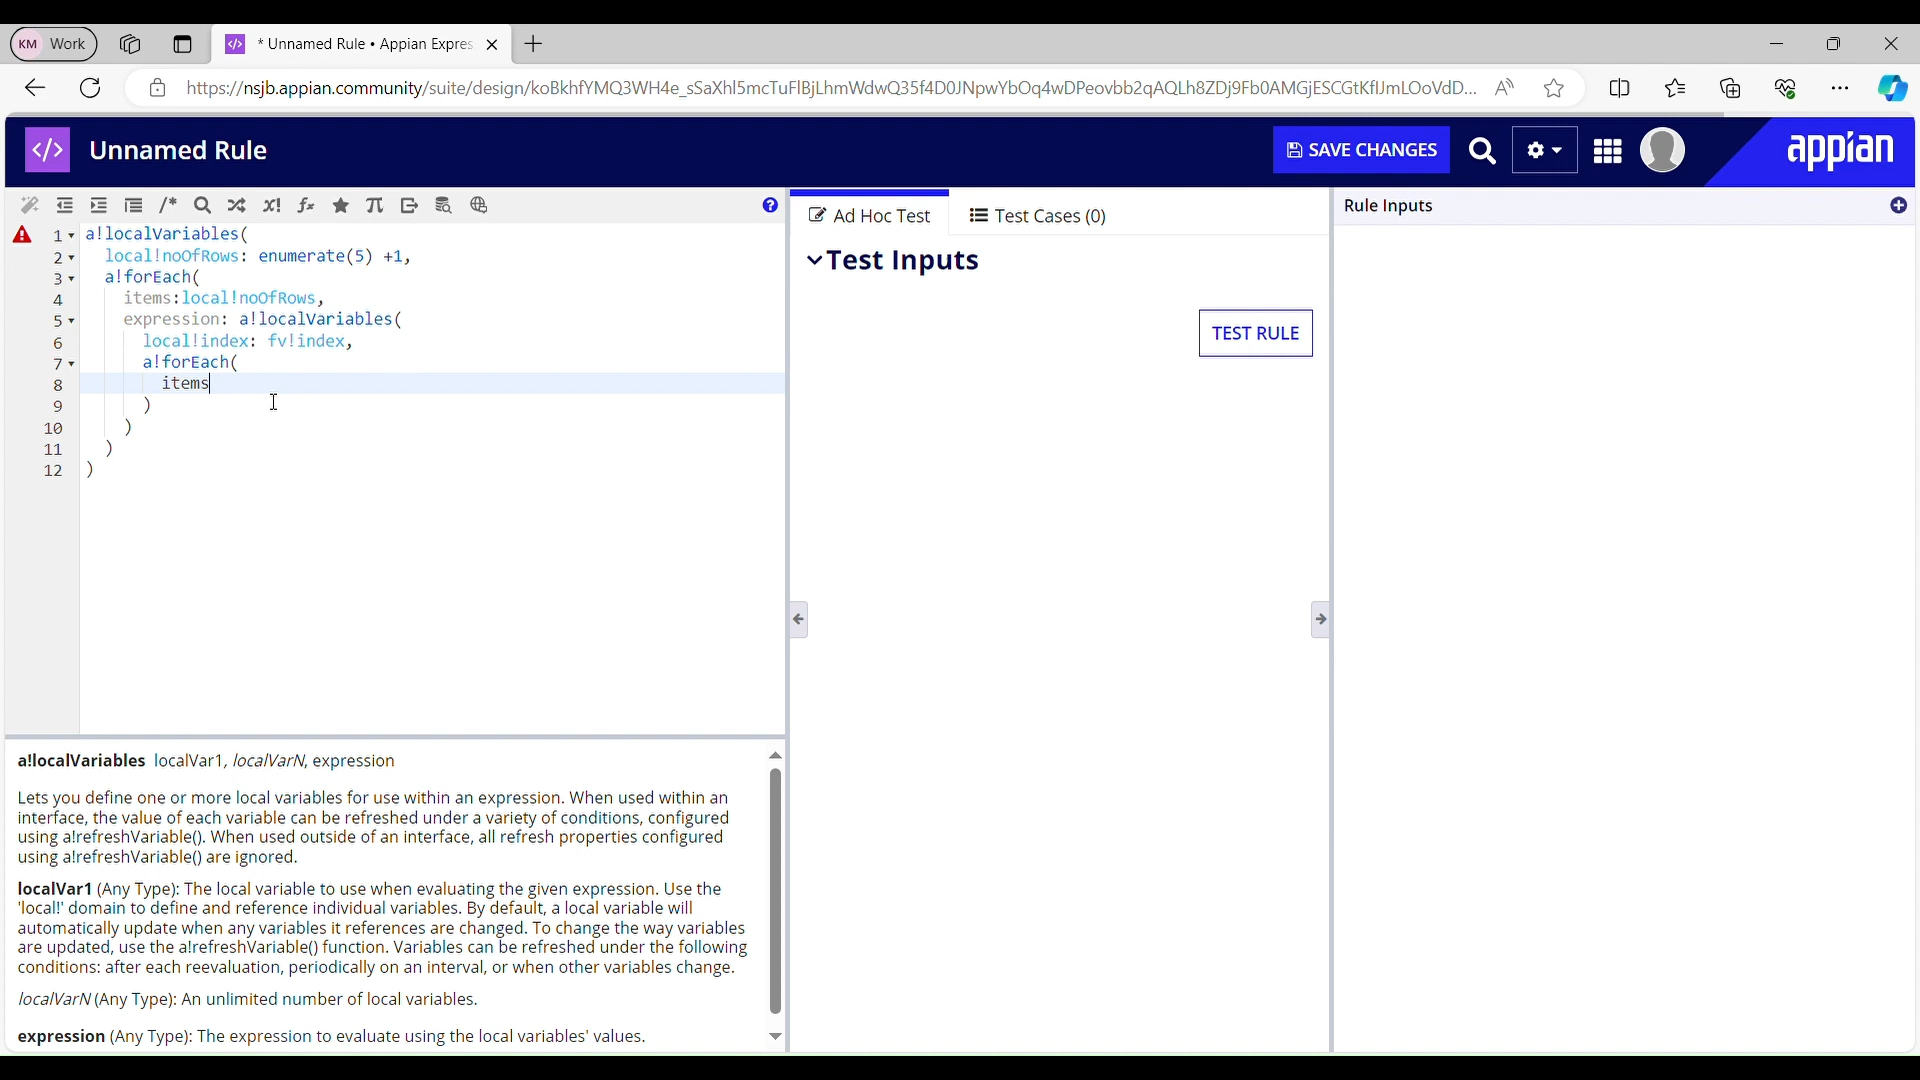 KM Work
* Unnamed Rule • Appian Expres
https://nsjb.appian.community/suite/design/koBkhfYMQ3WH4e_sSaXhl5mcTuFlBjLhmWdwQ35f4D0JNpwYbOq4wDPeovbb2qAQLh8ZDj9Fb0AMGjESCGtKflJmLOoVdD...
Unnamed Rule
SAVE CHANGES
appian
Ad Hoc Test
Test Cases (0)
Rule Inputs
1 a!localVariables(
2 local!noOfRows: enumerate(5) +1,
3 a!forEach(
4 items:local!noOfRows,
5 expression: a!localVariables(
6 local!index: fv!index,
7 a!forEach(
8 items
9 )
10 )
11 )
12 )
Test Inputs
TEST RULE
a!localVariables localVar1, localVarN, expression
Lets you define one or more local variables for use within an expression. When used within an
interface, the value of each variable can be refreshed under a variety of conditions, configured
using a!refreshVariable(). When used outside of an interface, all refresh properties configured
using a!refreshVariable() are ignored.
localVar1 (Any Type): The local variable to use when evaluating the given expression. Use the
'local!' domain to define and reference individual variables. By default, a local variable will
automatically update when any variables it references are changed. To change the way variables
are updated, use the a!refreshVariable() function. Variables can be refreshed under the following
conditions: after each reevaluation, periodically on an interval, or when other variables change.
localVarN (Any Type): An unlimited number of local variables.
expression (Any Type): The expression to evaluate using the local variables' values.